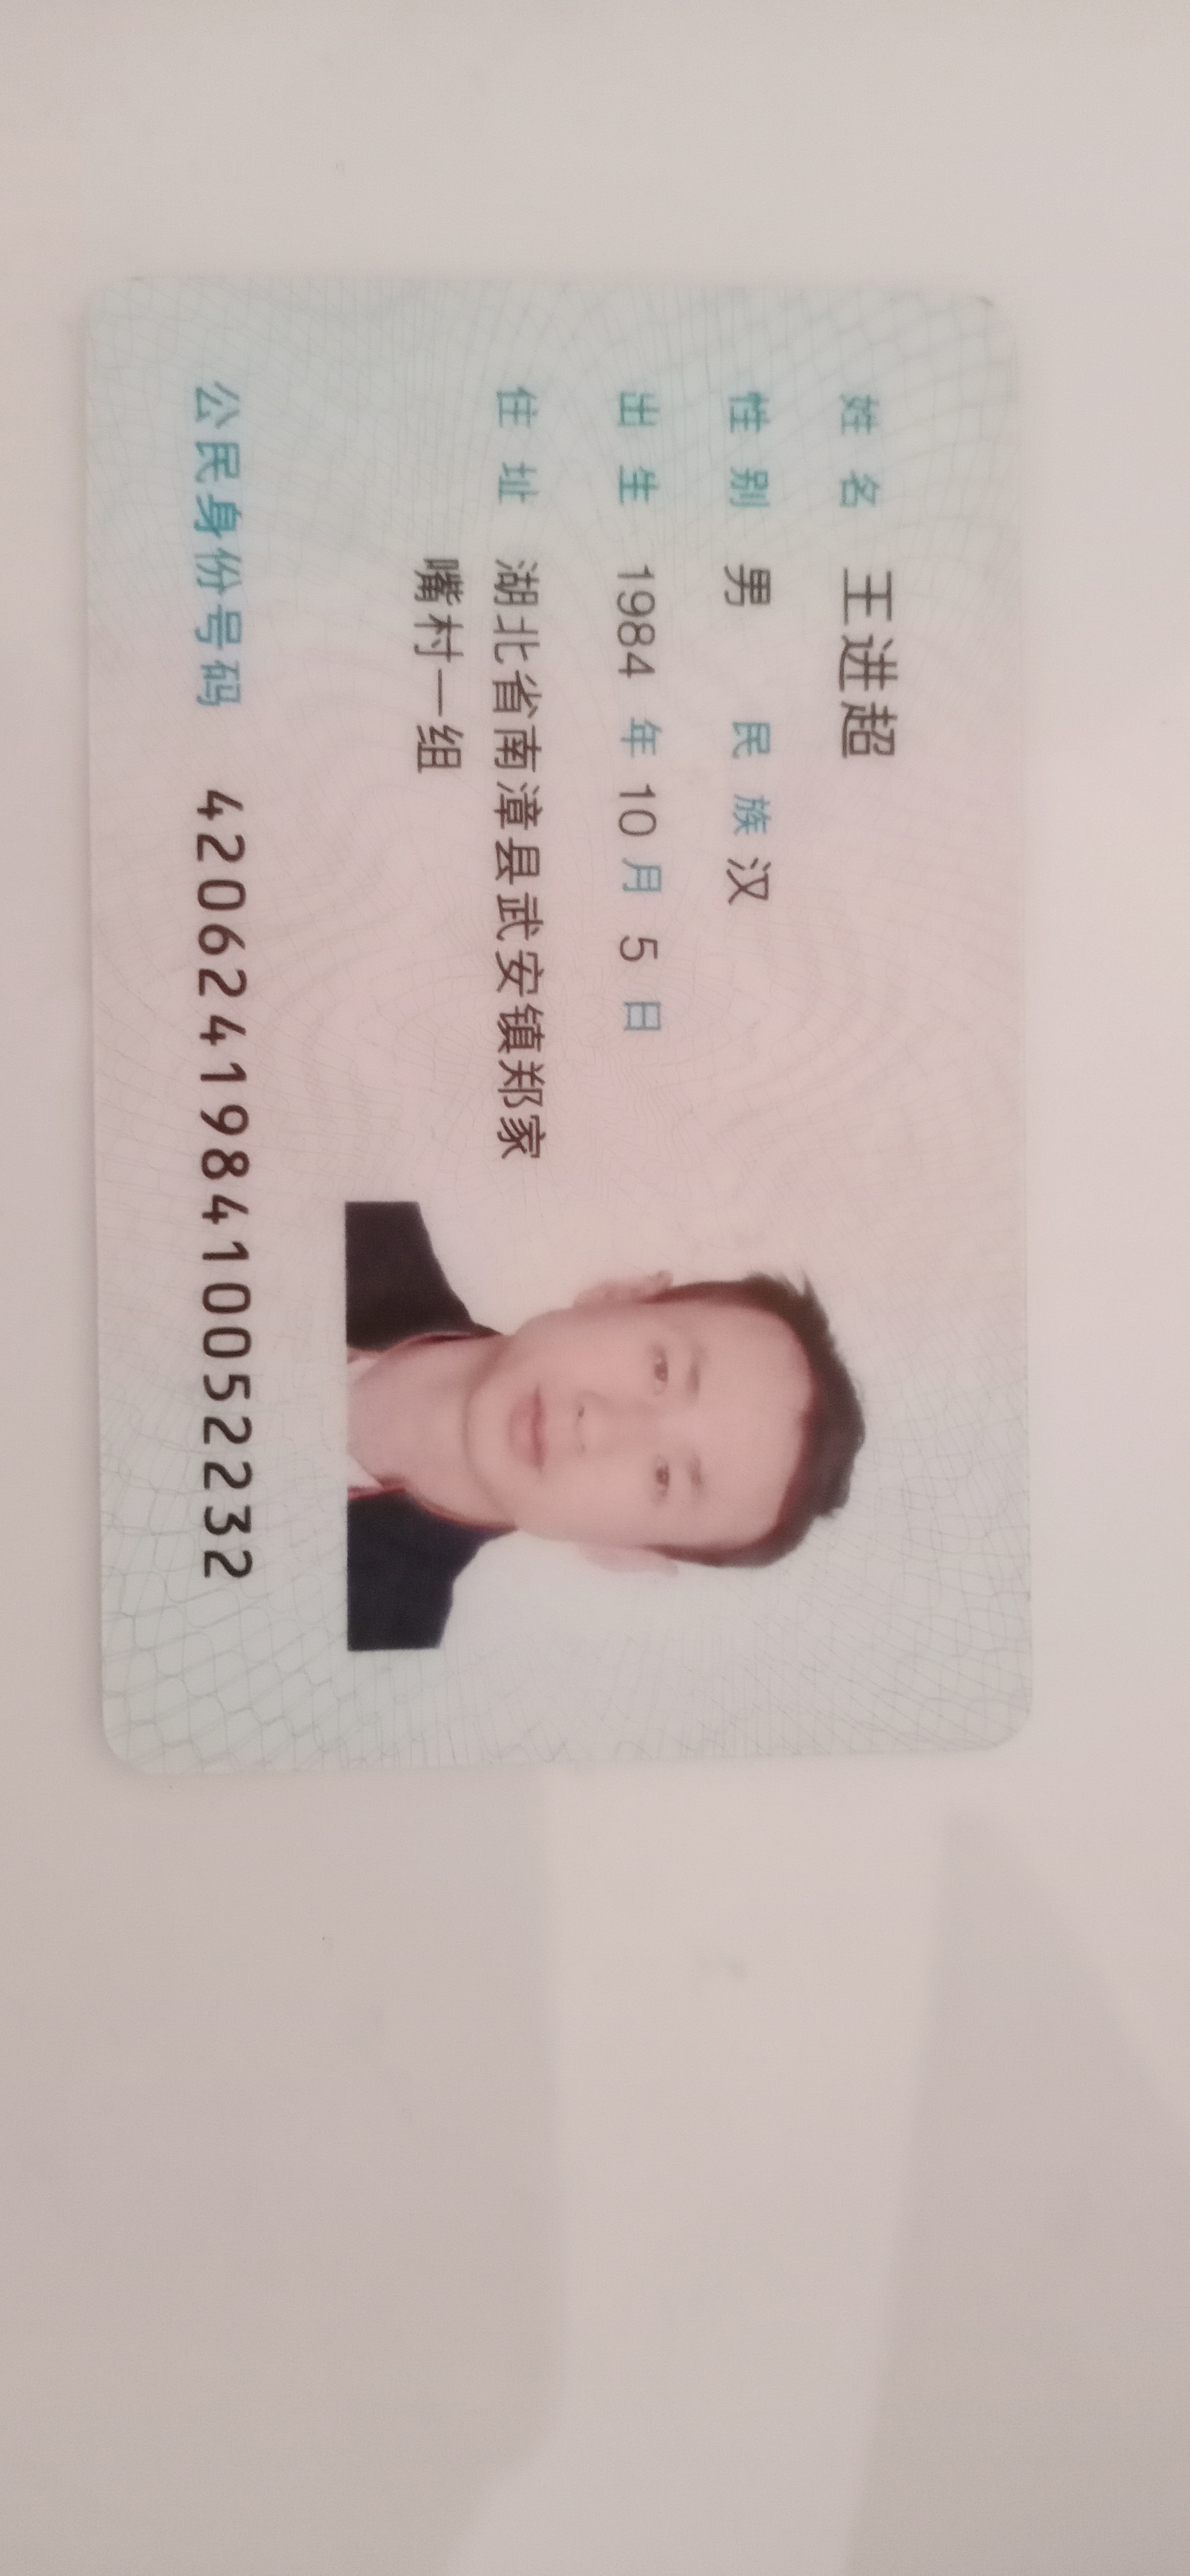 姓名 王进超
性别 男 民族 汉
出生 1984 年 10 月 5 日
住址 湖北省南漳县武安镇郑家
嘴村一组
公民身份号码 420624198410052232